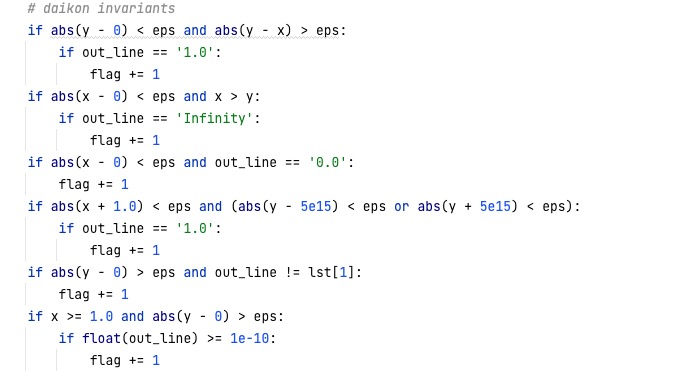 # daikon invariants
if abs(y - 0) < eps and abs(y - x) > eps:
if out_line == '1.0':
flag += 1
if abs(x - 0) < eps and x > y:
if out_line == 'Infinity':
flag += 1
if abs(x - 0) < eps and out_line == '0.0':
flag += 1
if abs(x + 1.0) < eps and (abs(y - 5e15) < eps or abs(y + 5e15) < eps):
if out_line == '1.0':
flag += 1
if abs(y - 0) > eps and out_line != lst[1]:
flag += 1
if x >= 1.0 and abs(y - 0) > eps:
if float(out_line) >= 1e-10:
flag += 1